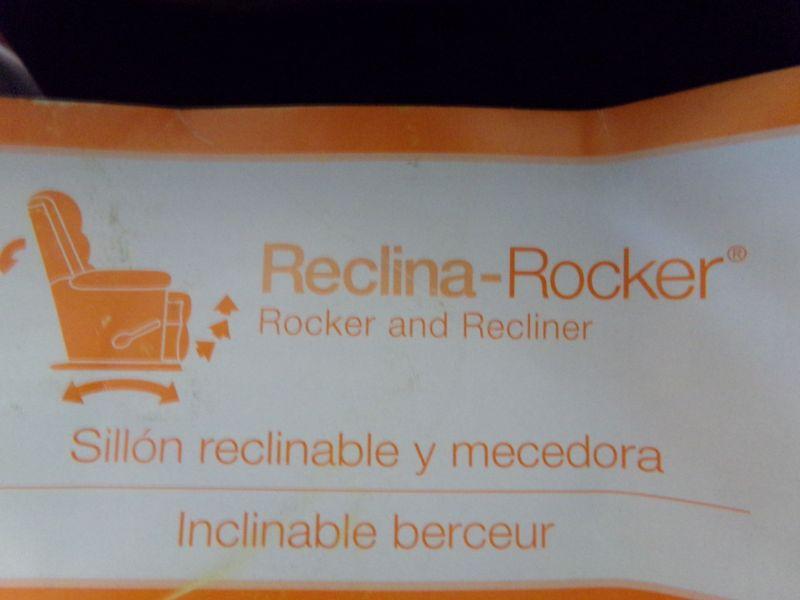 Reclina-Rocker®
Rocker and Recliner
Sillón reclinable y mecedora
Inclinable berceur